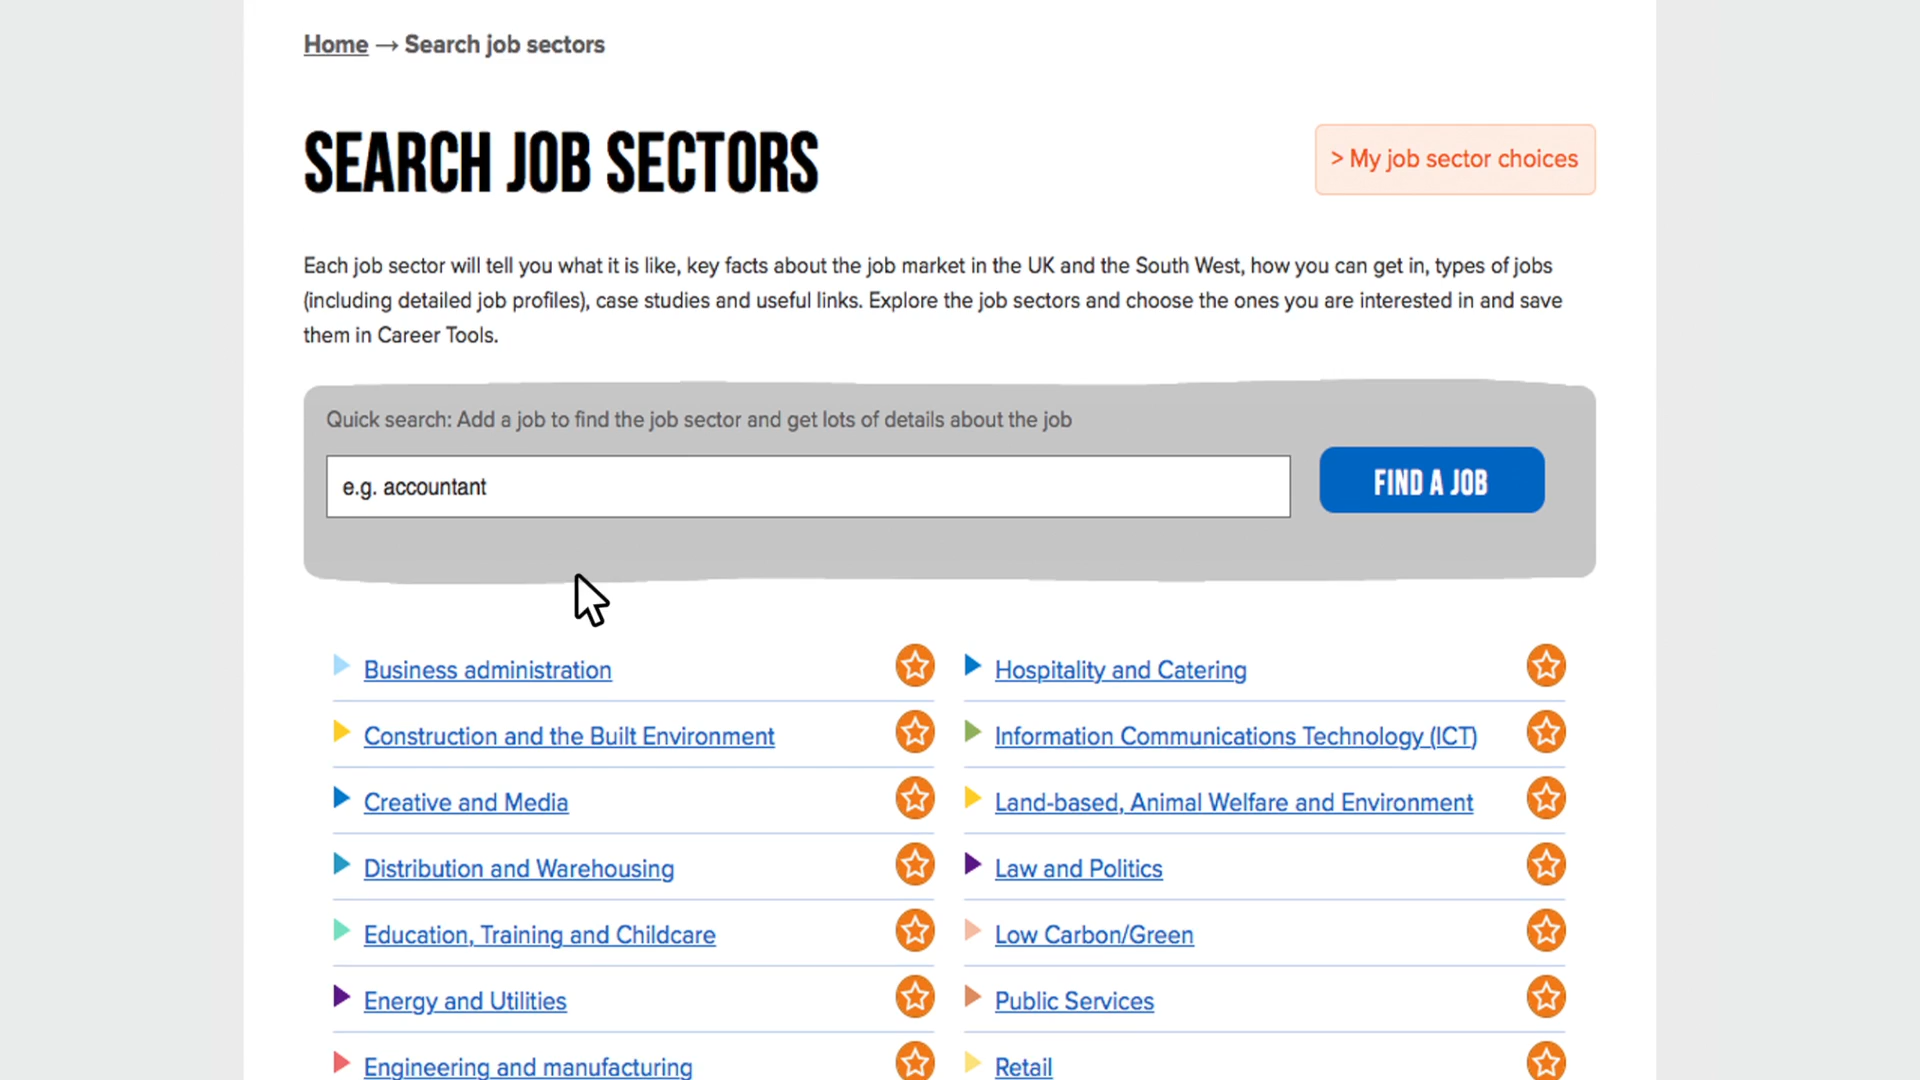 Home → Search job sectors
SEARCH JOB SECTORS
> My job sector choices
Each job sector will tell you what it is like, key facts about the job market in the UK and the South West, how you can get in, types of jobs
(including detailed job profiles), case studies and useful links. Explore the job sectors and choose the ones you are interested in and save
them in Career Tools.
Quick search: Add a job to find the job sector and get lots of details about the job
e.g. accountant
FIND A JOB
Business administration
Construction and the Built Environment
Creative and Media
Distribution and Warehousing
Education, Training and Childcare
Energy and Utilities
Engineering and manufacturing
Hospitality and Catering
Information Communications Technology (ICT)
Land-based, Animal Welfare and Environment
Law and Politics
Low Carbon/Green
Public Services
Retail